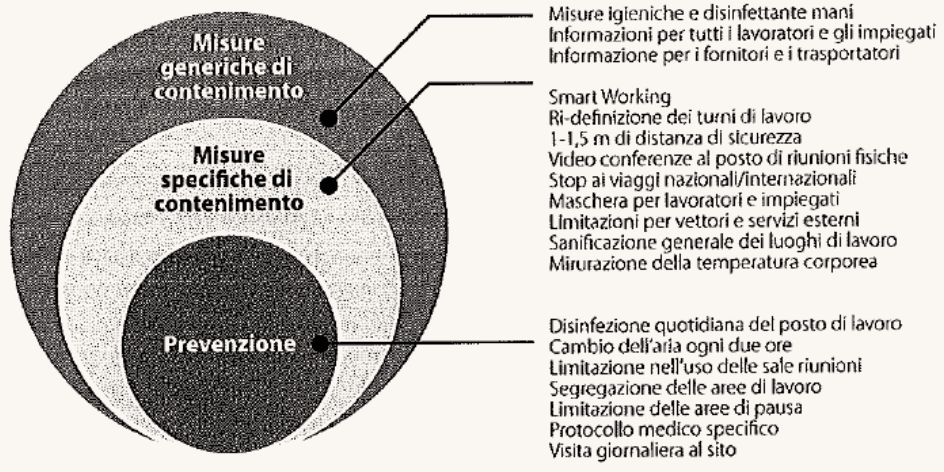 Misure
generiche di
contenimento
Misure igieniche e disinfettante mani
Informazioni per tutti i lavoratori e gli impiegati
Informazione per i fornitori e i trasportatori
Misure
specifiche di
contenimento
Smart Working
Ri-definizione dei turni di lavoro
1-1,5 m di distanza di sicurezza
Video conferenze al posto di riunioni fisiche
Stop ai viaggi nazionali/internazionali
Maschera per lavoratori e impiegati
Limitazioni per vettori e servizi esterni
Sanificazione generale dei luoghi di lavoro
Mirurazione della temperatura corporea
Prevenzione
Disinfezione quotidiana del posto di lavoro
Cambio dell'aria ogni due ore
Limitazione nell'uso delle sale riunioni
Segregazione delle aree di lavoro
Limitazione delle aree di pausa
Protocollo medico specifico
Visita giornaliera al sito